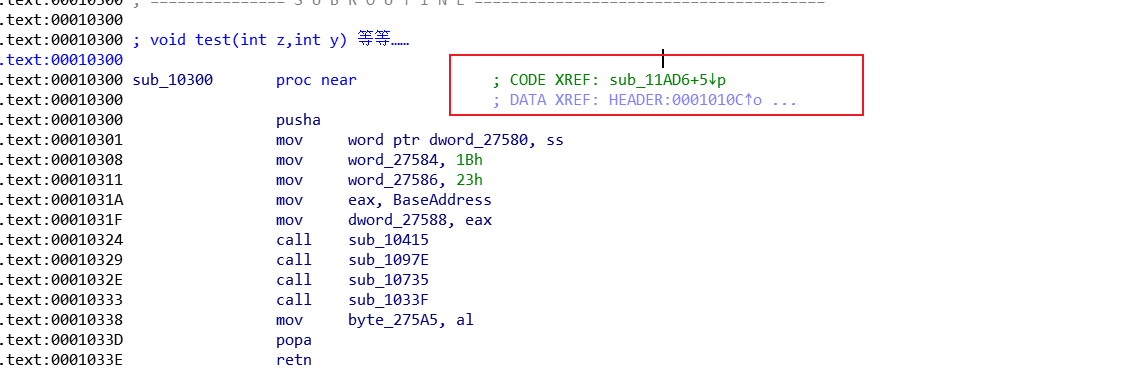 .text:00010300 ; =============== S U B R O U T I N E =======================================
.text:00010300
.text:00010300 ; void test(int z,int y) 等等……
.text:00010300
.text:00010300 sub_10300 proc near ; CODE XREF: sub_11AD6+5↓p
.text:00010300 ; DATA XREF: HEADER:0001010C↑o ...
.text:00010300 pusha
.text:00010301 mov word ptr dword_27580, ss
.text:00010308 mov word_27584, 1Bh
.text:00010311 mov word_27586, 23h
.text:0001031A mov eax, BaseAddress
.text:0001031F mov dword_27588, eax
.text:00010324 call sub_10415
.text:00010329 call sub_1097E
.text:0001032E call sub_10735
.text:00010333 call sub_1033F
.text:00010338 mov byte_275A5, al
.text:0001033D popa
.text:0001033E retn